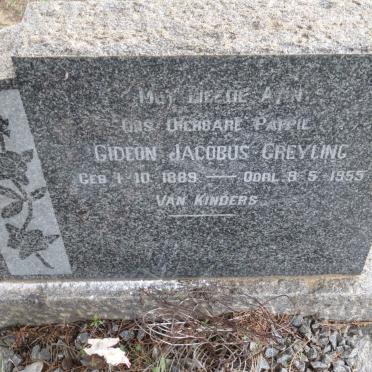 MET LIEFDE AAN
ONS DIERBARE PAPPIE
GIDEON JACOBUS GREYLING
GEB. 1·10·1889 — OORL. 8·5·1955
VAN KINDERS